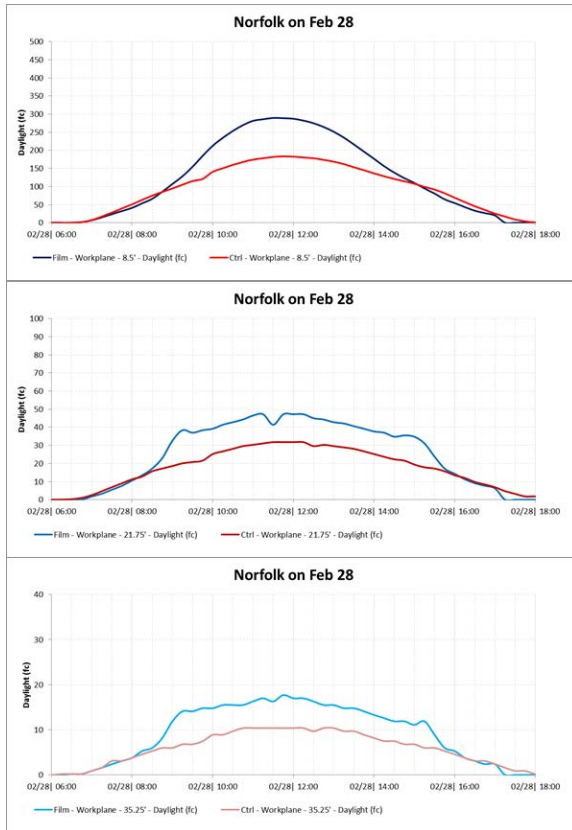 Norfolk on Feb 28
500
450
400
350
300
250
200
150
100
50
0
Daylight (fc)
02/28| 06:00 02/28| 08:00 02/28| 10:00 02/28| 12:00 02/28| 14:00 02/28| 16:00 02/28| 18:00
Film - Workplane - 8.5' - Daylight (fc) Ctrl - Workplane - 8.5' - Daylight (fc)
Norfolk on Feb 28
100
90
80
70
60
50
40
30
20
10
0
Daylight (fc)
02/28| 06:00 02/28| 08:00 02/28| 10:00 02/28| 12:00 02/28| 14:00 02/28| 16:00 02/28| 18:00
Film - Workplane - 21.75' - Daylight (fc) Ctrl - Workplane - 21.75' - Daylight (fc)
Norfolk on Feb 28
40
30
20
10
0
Daylight (fc)
02/28| 06:00 02/28| 08:00 02/28| 10:00 02/28| 12:00 02/28| 14:00 02/28| 16:00 02/28| 18:00
Film - Workplane - 35.25' - Daylight (fc) Ctrl - Workplane - 35.25' - Daylight (fc)